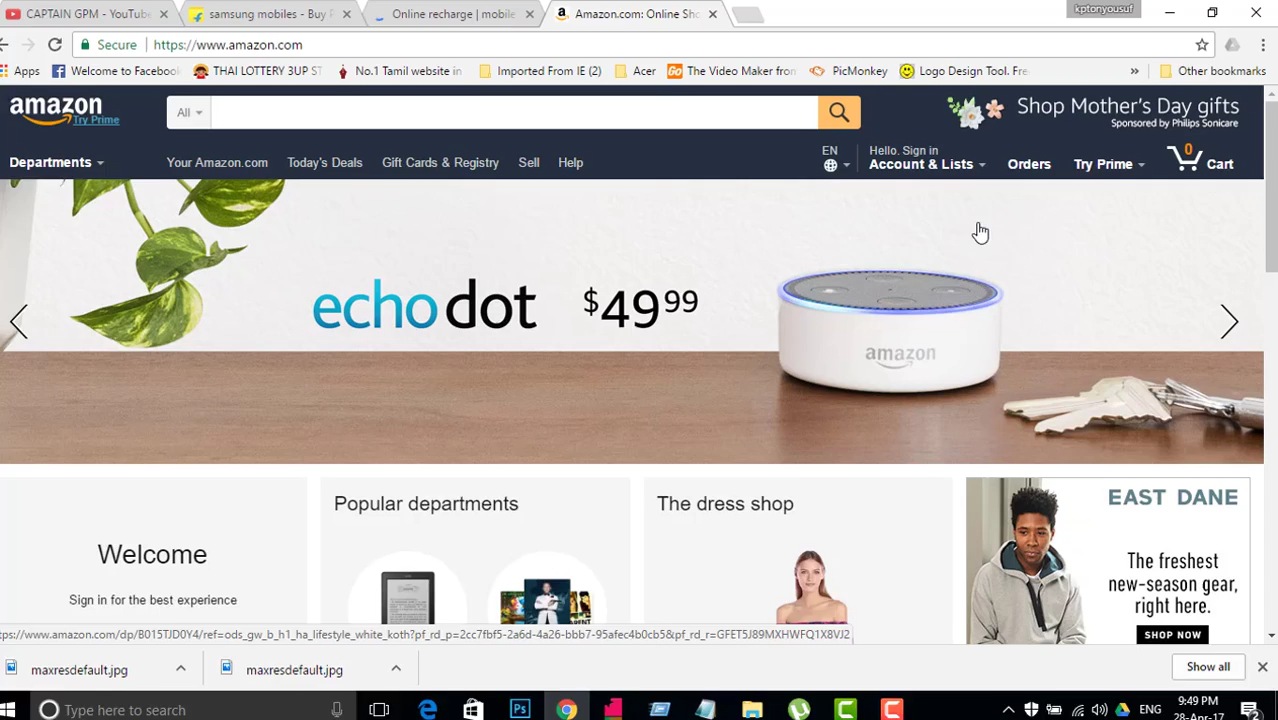 CAPTAIN GPM - YouTube
samsung mobiles - Buy
Online recharge | mobile
Amazon.com: Online Sho
kptonyousuf
Secure
https://www.amazon.com
Apps
Welcome to Facebook
THAI LOTTERY 3UP ST
No.1 Tamil website in
Imported From IE (2)
Acer
The Video Maker from
PicMonkey
Logo Design Tool. Fre
»
Other bookmarks
amazon
Try Prime
All
Shop Mother's Day gifts
Sponsored by Philips Sonicare
Departments
Your Amazon.com
Today's Deals
Gift Cards & Registry
Sell
Help
EN
Hello. Sign in
Account & Lists
Orders
Try Prime
0
Cart
echo dot $49 99
amazon
Welcome
Sign in for the best experience
Popular departments
The dress shop
EAST DANE
The freshest
new-season gear,
right here.
SHOP NOW
ps://www.amazon.com/dp/B015TJD0Y4/ref=ods_gw_b_h1_ha_lifestyle_white_koth?pf_rd_p=2cc7fbf5-2a6d-4a26-bbb7-95afec4b0cb5&pf_rd_r=GFET5J89MXHWFQ1X8VJ2
maxresdefault.jpg
maxresdefault.jpg
Show all
Type here to search
Ps
ENG
9:49 PM
28-Apr-17
2